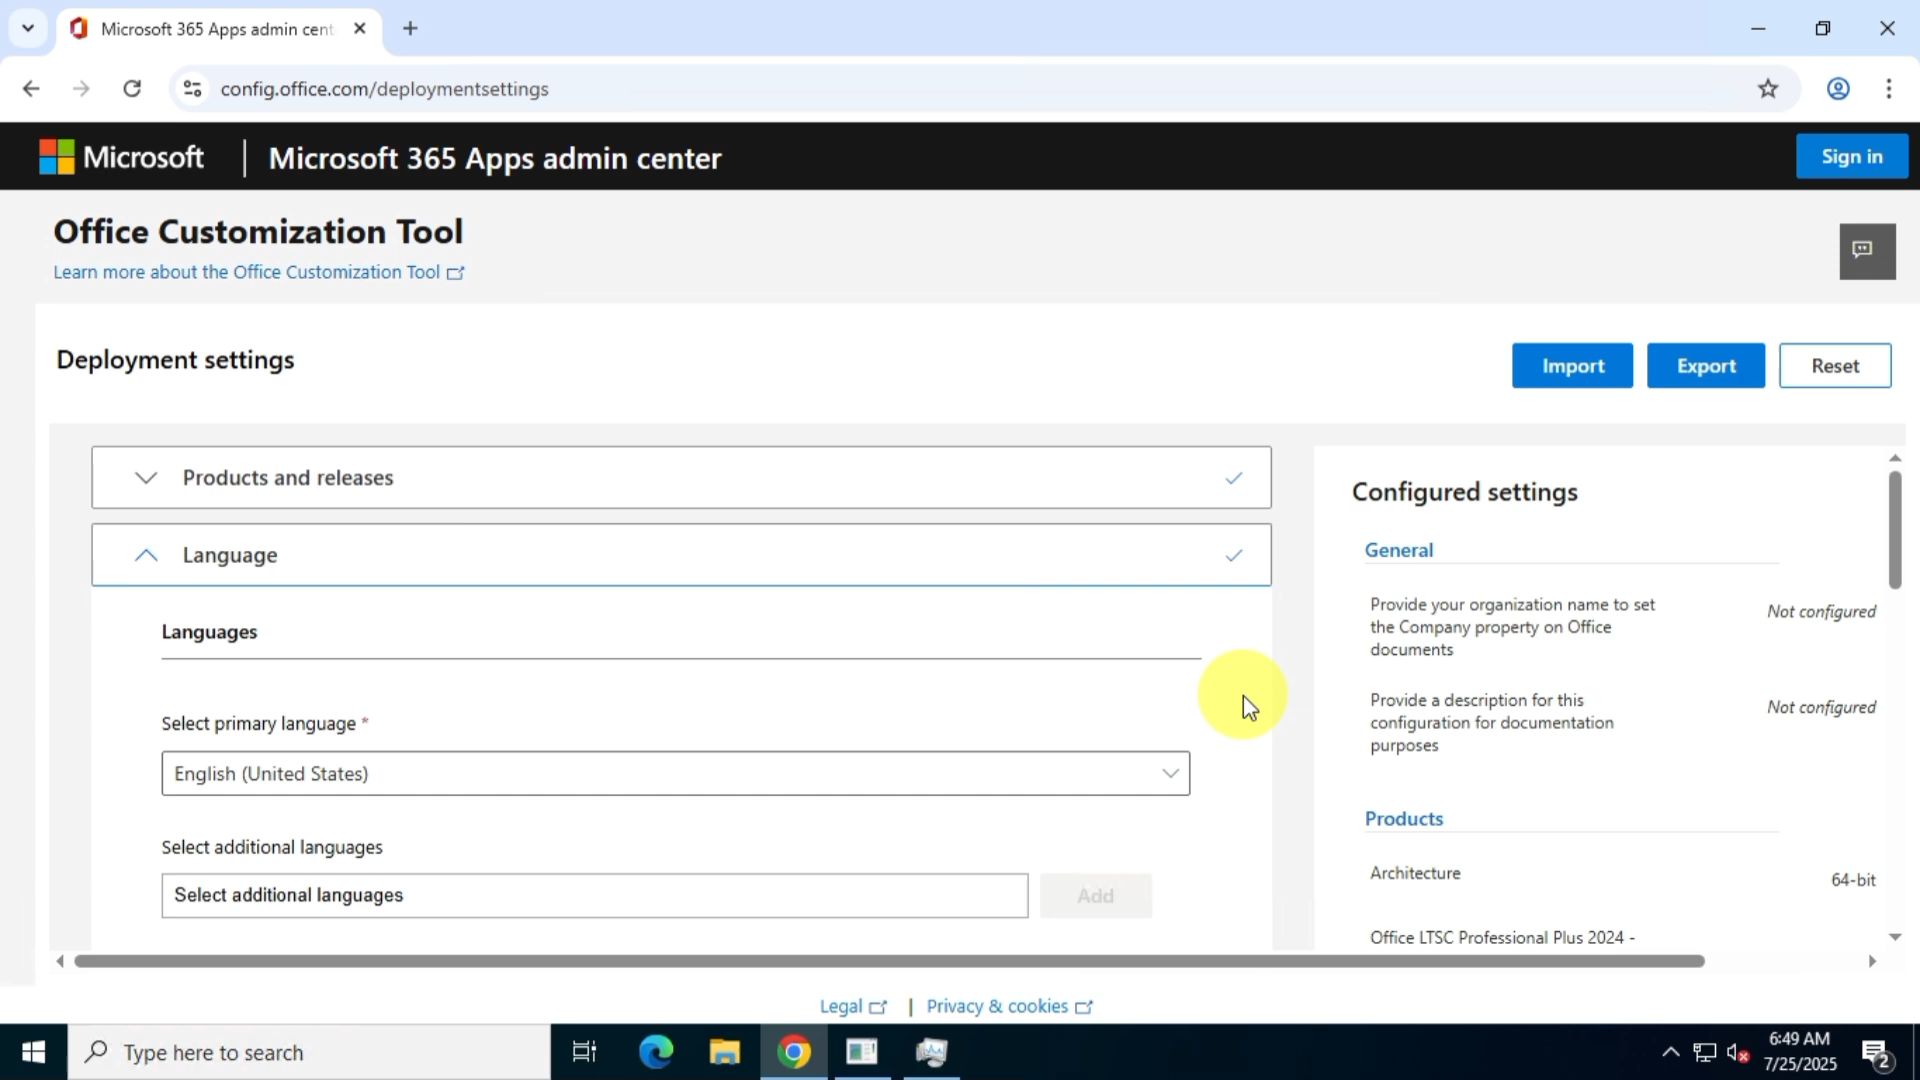 Microsoft 365 Apps admin cent
config.office.com/deploymentsettings
Microsoft
Microsoft 365 Apps admin center
Sign in
Office Customization Tool
Learn more about the Office Customization Tool
Deployment settings
Import
Export
Reset
Products and releases
Language
Languages
Select primary language *
English (United States)
Select additional languages
Select additional languages
Add
Configured settings
General
Provide your organization name to set
the Company property on Office
documents
Not configured
Provide a description for this
configuration for documentation
purposes
Not configured
Products
Architecture
64-bit
Office LTSC Professional Plus 2024 -
Legal
|
Privacy & cookies
Type here to search
6:49 AM
7/25/2025
2